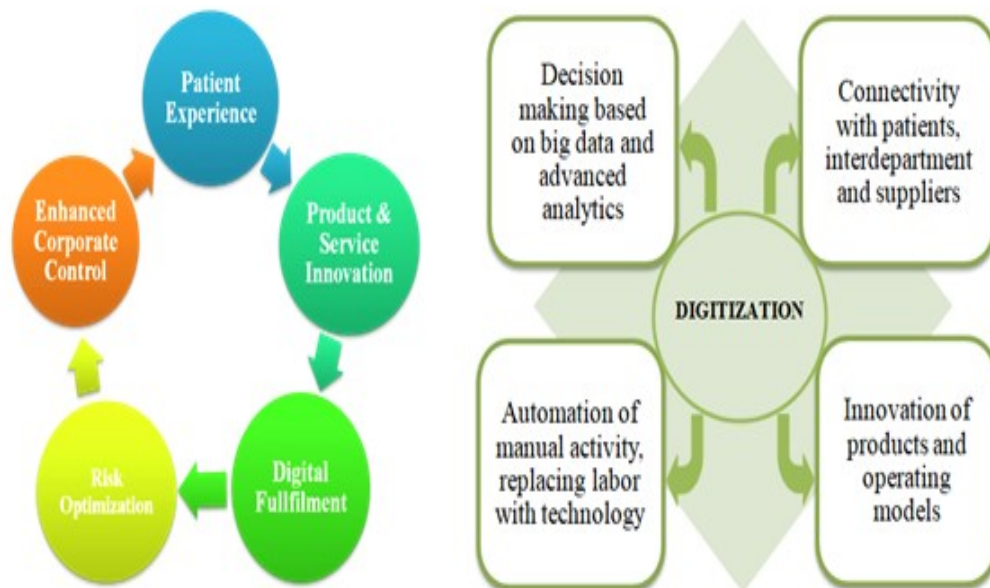 Patient
Experience
Product &
Service
Innovation
Digital
Fullfilment
Risk
Optimization
Enhanced
Corporate
Control
Decision
making based
on big data and
advanced
analytics
Connectivity
with patients,
interdepartment
and suppliers
DIGITIZATION
Automation of
manual activity,
replacing labor
with technology
Innovation of
products and
operating
models